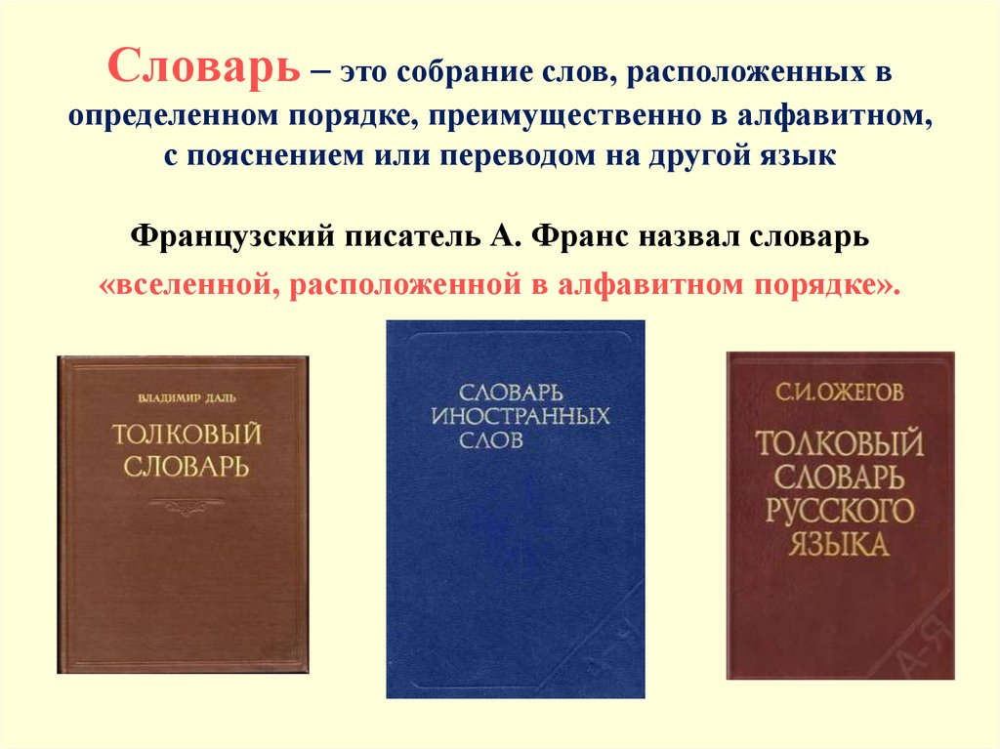 Словарь – это собрание слов, расположенных в
определенном порядке, преимущественно в алфавитном,
с пояснением или переводом на другой язык
Французский писатель А. Франс назвал словарь
«вселенной, расположенной в алфавитном порядке».
ВЛАДИМИР ДАЛЬ
ТОЛКОВЫЙ
СЛОВАРЬ
СЛОВАРЬ
ИНОСТРАННЫХ
СЛОВ
С.И.ОЖЕГОВ
ТОЛКОВЫЙ
СЛОВАРЬ
РУССКОГО
ЯЗЫКА
А-Я